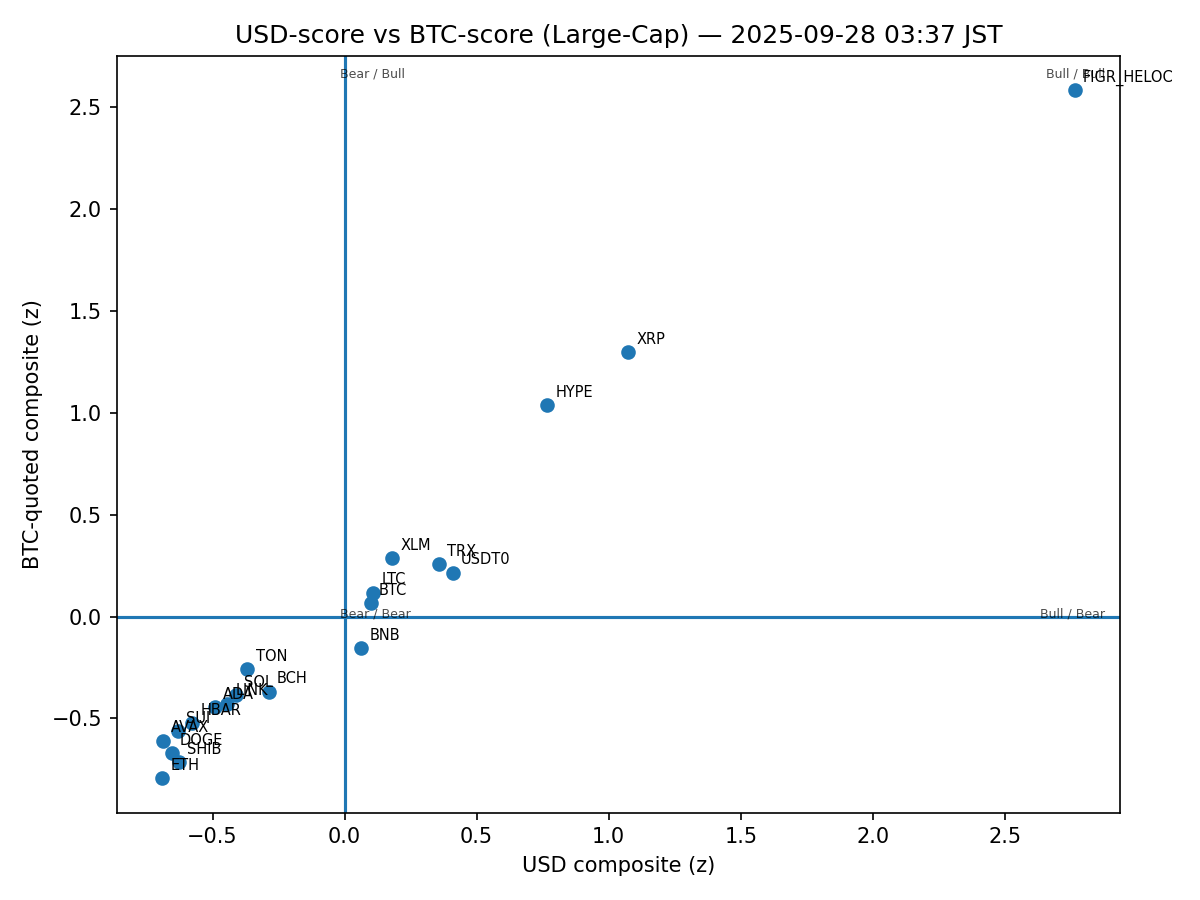 USD-score vs BTC-score (Large-Cap) — 2025-09-28 03:37 JST
Bear / Bull
Bull / Bull
FIGR_HELOC
XRP
HYPE
XLM
TRX
USDT0
LTC
BTC
Bear / Bear
Bull / Bear
BNB
TON
BCH
SOL
LINK
ADA
HBAR
SUI
AVAX
DOGE
SHIB
ETH
2.5
2.0
1.5
1.0
0.5
0.0
−0.5
BTC-quoted composite (z)
−0.5
0.0
0.5
1.0
1.5
2.0
2.5
USD composite (z)